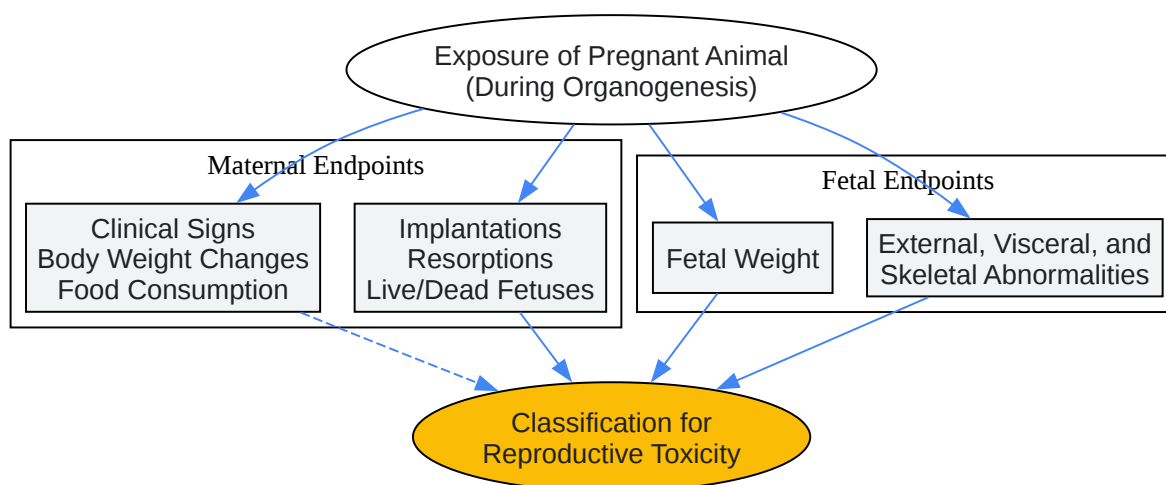 Exposure of Pregnant Animal
(During Organogenesis)
Maternal Endpoints
Clinical Signs
Body Weight Changes
Food Consumption
Implantations
Resorptions
Live/Dead Fetuses
Fetal Endpoints
Fetal Weight
External, Visceral, and
Skeletal Abnormalities
Classification for
Reproductive Toxicity